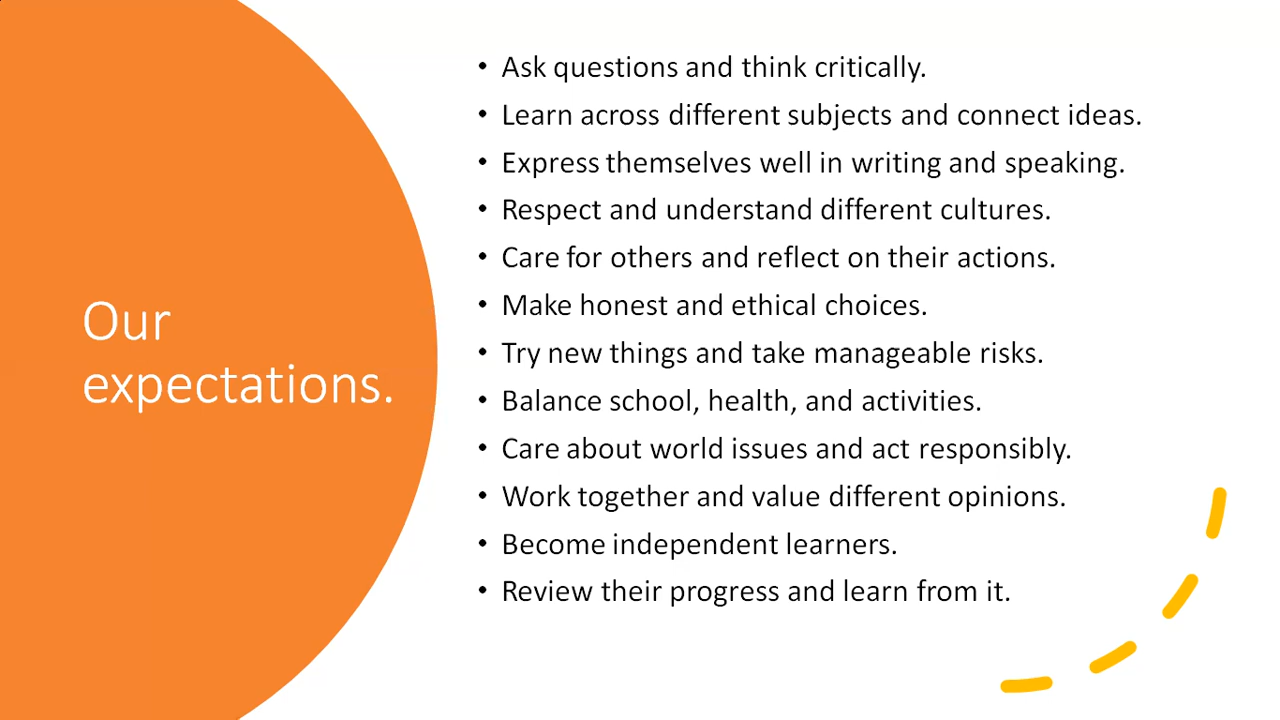 Our
expectations.
• Ask questions and think critically.
• Learn across different subjects and connect ideas.
• Express themselves well in writing and speaking.
• Respect and understand different cultures.
• Care for others and reflect on their actions.
• Make honest and ethical choices.
• Try new things and take manageable risks.
• Balance school, health, and activities.
• Care about world issues and act responsibly.
• Work together and value different opinions.
• Become independent learners.
• Review their progress and learn from it.